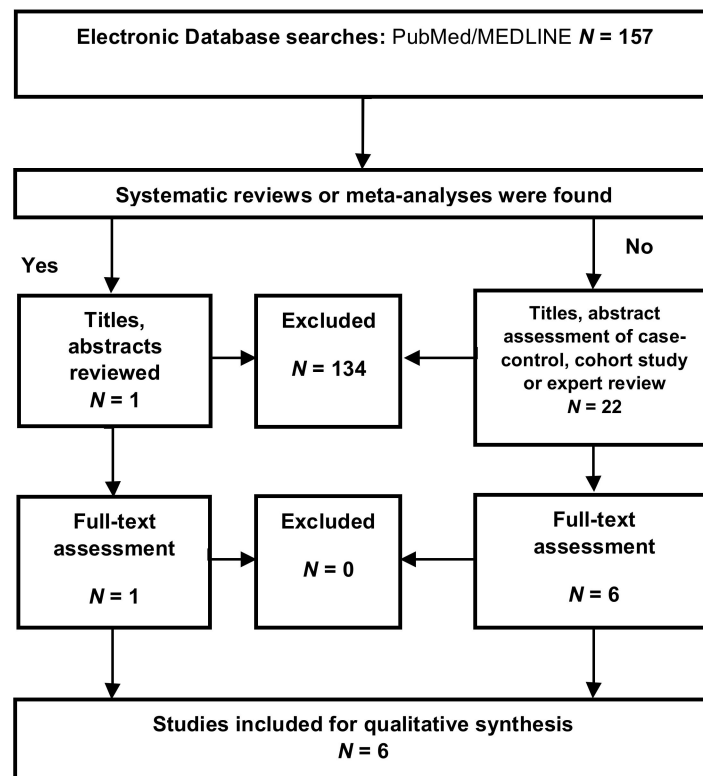 Electronic Database searches: PubMed/MEDLINE N = 157
Systematic reviews or meta-analyses were found
Yes
No
Titles,
abstracts
reviewed
N = 1
Excluded
N = 134
Titles, abstract
assessment of case-
control, cohort study
or expert review
N = 22
Full-text
assessment
N = 1
Excluded
N = 0
Full-text
assessment
N = 6
Studies included for qualitative synthesis
N = 6